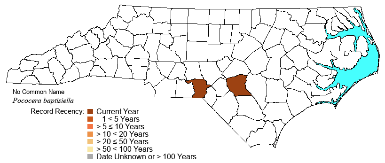 No Common Name
Pococera baptisiella
Record Recency:
Current Year
1 < 5 Years
> 5 ≤ 10 Years
> 10 ≤ 20 Years
> 20 ≤ 50 Years
> 50 < 100 Years
Date Unknown or > 100 Years